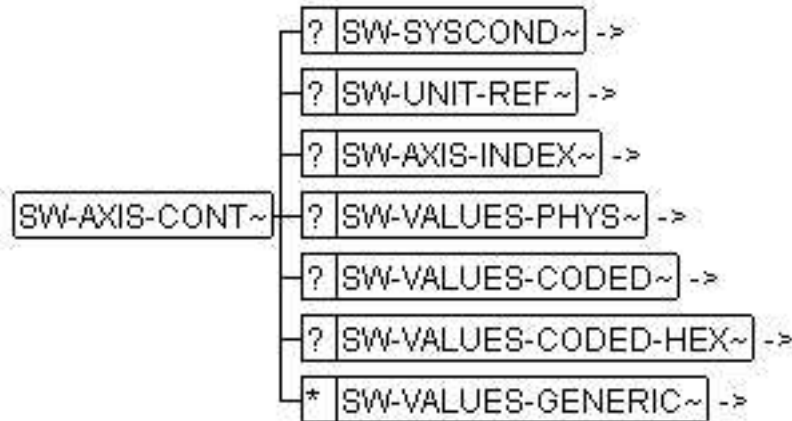 ? SW-SYSCOND~ ->
? SW-UNIT-REF~ ->
? SW-AXIS-INDEX~ ->
SW-AXIS-CONT~ ? SW-VALUES-PHYS~ ->
? SW-VALUES-CODED~ ->
? SW-VALUES-CODED-HEX~ ->
* SW-VALUES-GENERIC~ ->